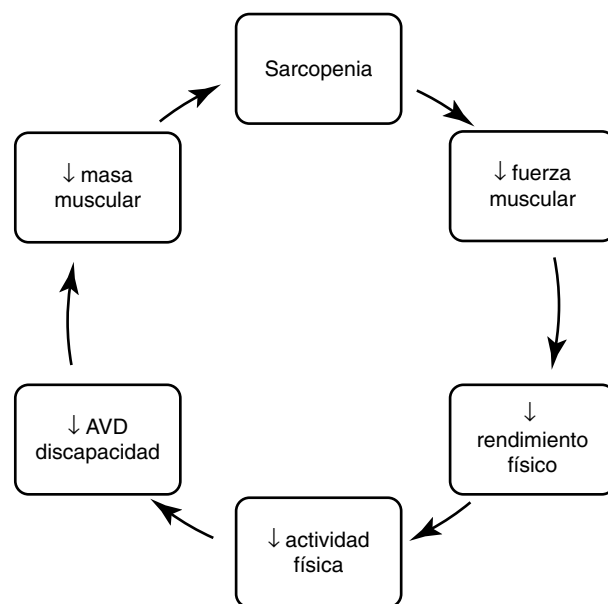 Sarcopenia
↓ fuerza
muscular
↓
rendimiento
físico
↓ actividad
física
↓ AVD
discapacidad
↓ masa
muscular